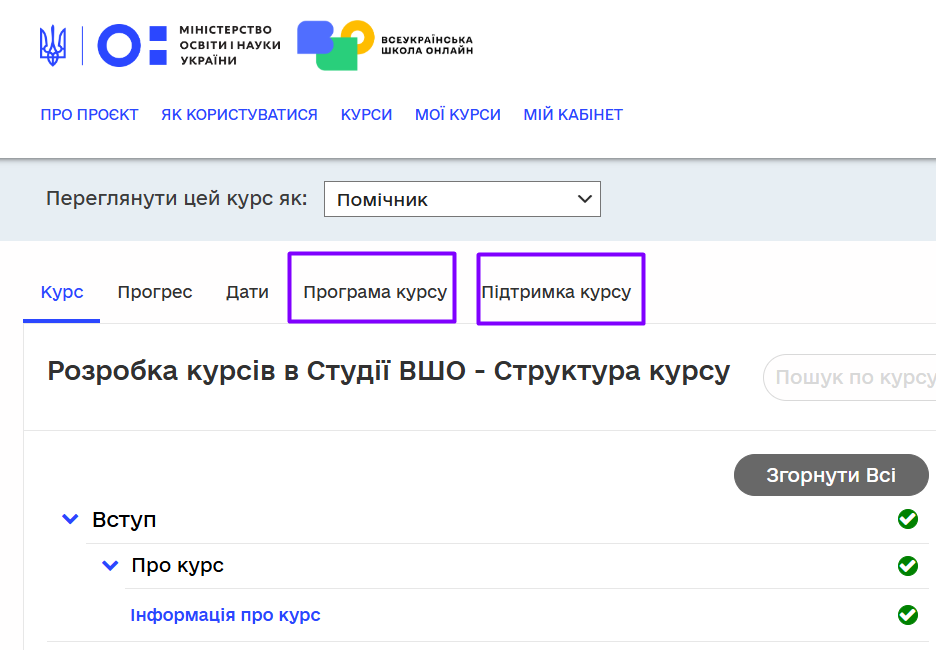 МІНІСТЕРСТВО
ОСВІТИ І НАУКИ
УКРАЇНИ
ВСЕУКРАЇНСЬКА
ШКОЛА ОНЛАЙН
ПРО ПРОЄКТ ЯК КОРИСТУВАТИСЯ КУРСИ МОЇ КУРСИ МІЙ КАБІНЕТ
Переглянути цей курс як: Помічник
Курс Прогрес Дати Програма курсу Підтримка курсу
Розробка курсів в Студії ВШО - Структура курсу
Пошук по курсу
Згорнути Всі
Вступ
Про курс
Інформація про курс